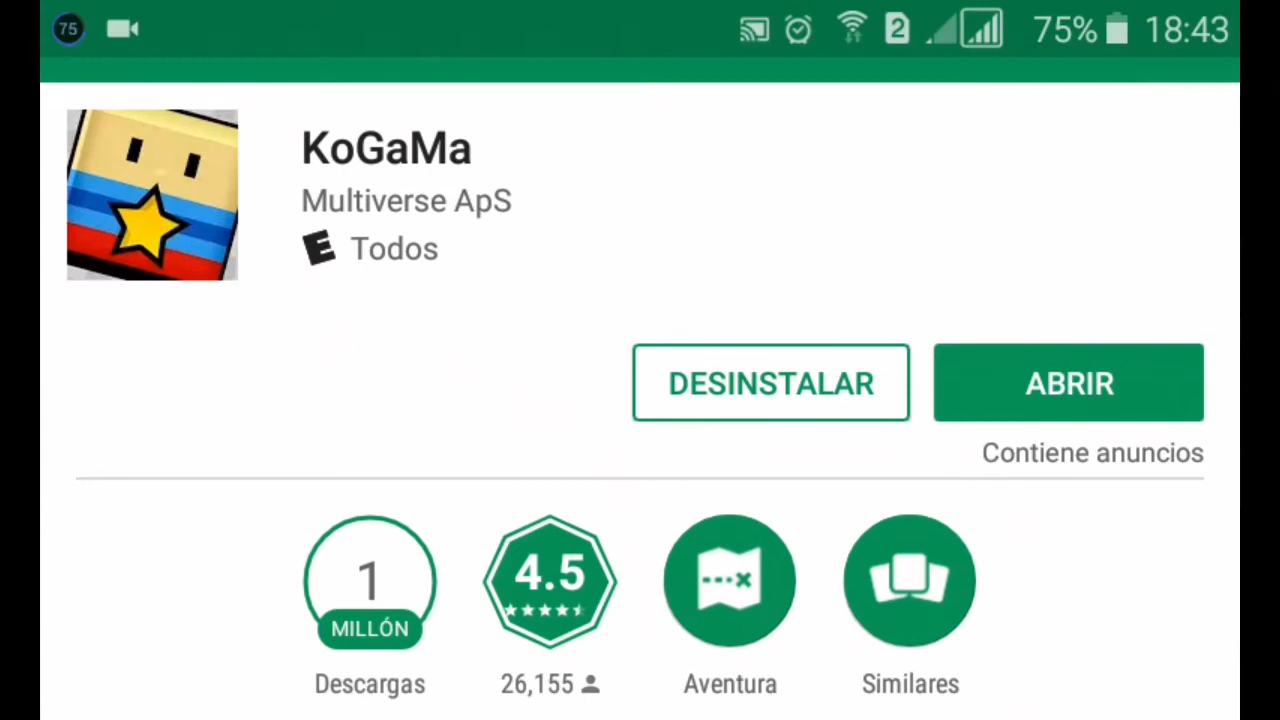 75
2
75% 18:43
KoGaMa
Multiverse ApS
E Todos
DESINSTALAR ABRIR
Contiene anuncios
1 4.5
MILLÓN
Descargas 26,155 Aventura Similares